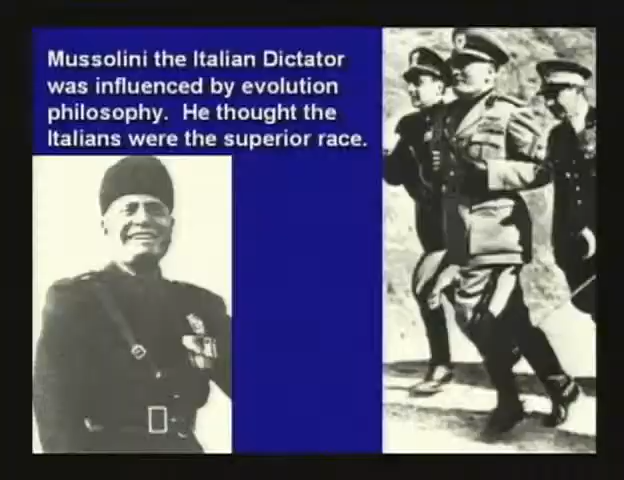 Mussolini the Italian Dictator
was influenced by evolution
philosophy. He thought the
Italians were the superior race.